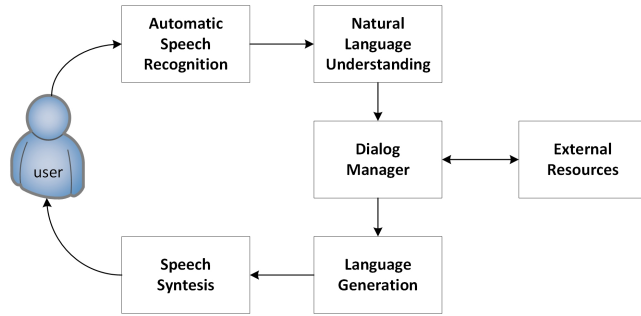 Automatic
Speech
Recognition
Natural
Language
Understanding
user
Dialog
Manager
External
Resources
Speech
Syntesis
Language
Generation